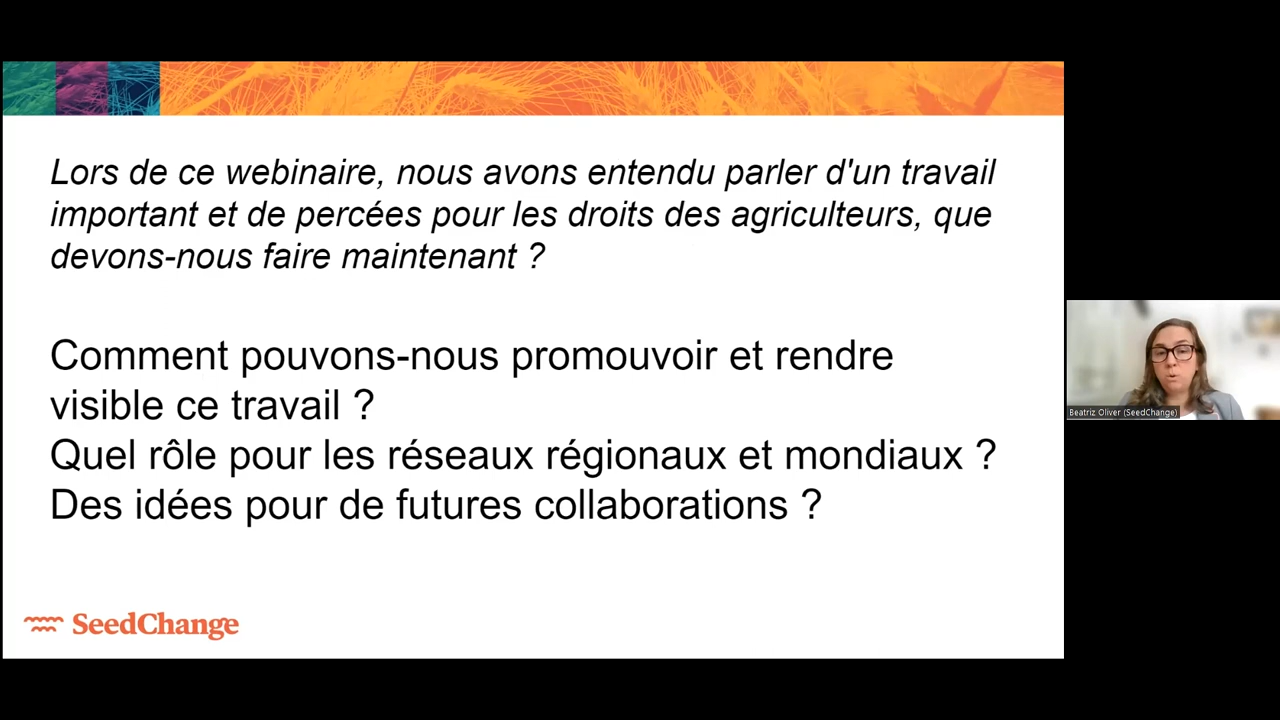 Lors de ce webinaire, nous avons entendu parler d'un travail
important et de percées pour les droits des agriculteurs, que
devons-nous faire maintenant ?
Comment pouvons-nous promouvoir et rendre
visible ce travail ?
Quel rôle pour les réseaux régionaux et mondiaux ?
Des idées pour de futures collaborations ?
SeedChange
Beatriz Oliver (SeedChange)